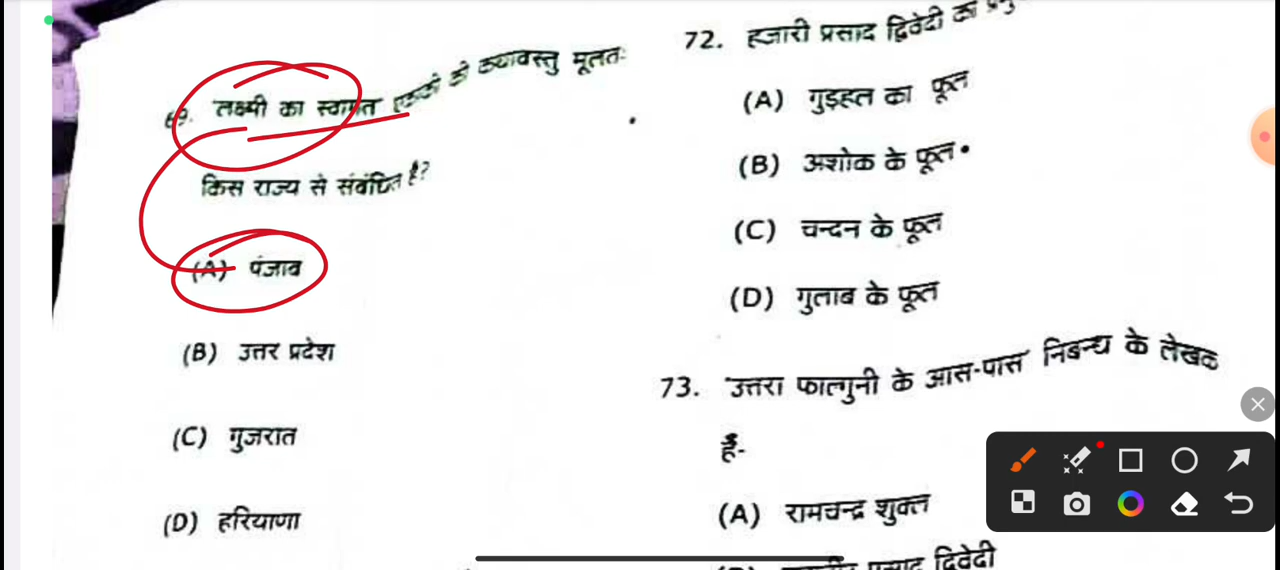 69. 'लक्ष्मी का स्वागत' एकांकी की कथावस्तु मूलतः
किस राज्य से संबंधित है?
(A) पंजाब
(B) उत्तर प्रदेश
(C) गुजरात
(D) हरियाणा
72. हजारी प्रसाद द्विवेदी का
(A) गुड़हल का फूल
(B) अशोक के फूल
(C) चन्दन के फूल
(D) गुलाब के फूल
73. 'उत्तरा फाल्गुनी के आस-पास' निबन्ध के लेखक
हैं-
(A) रामचन्द्र शुक्ल
प्रसाद द्विवेदी